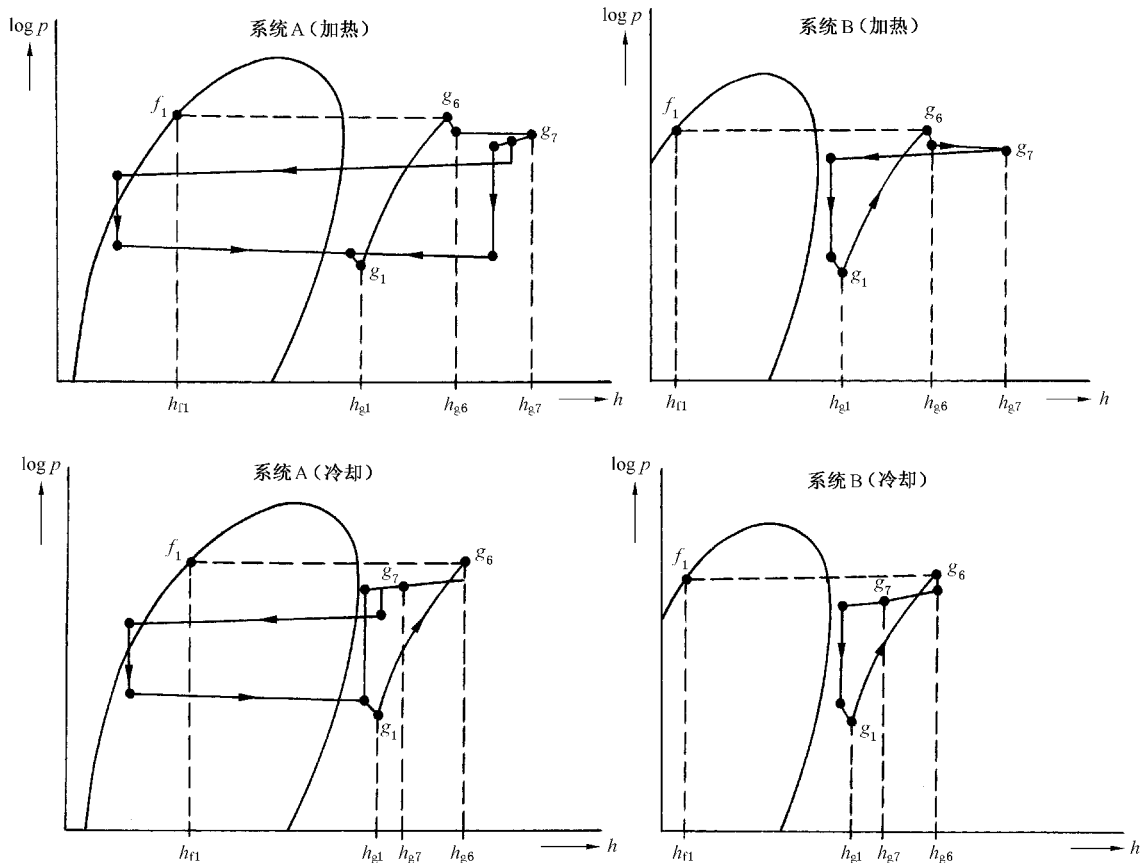 系统A(加热)
log p
f1
g6
g7
g1
hf1
hg1
hg6
hg7
h
系统B(加热)
log p
f1
g6
g7
g1
hf1
hg1
hg6
hg7
h
系统A(冷却)
log p
f1
g6
g7
g1
hf1
hg1
hg7
hg6
h
系统B(冷却)
log p
f1
g6
g7
g1
hf1
hg1
hg7
hg6
h